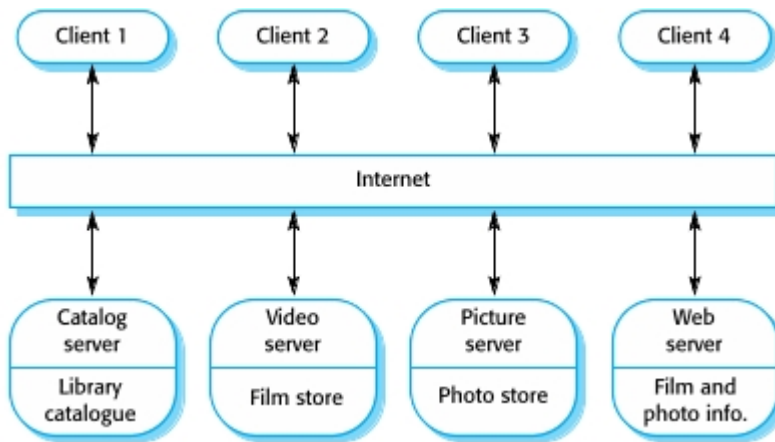 Client 1
Client 2
Client 3
Client 4
Internet
Catalog
server
Library
catalogue
Video
server
Film store
Picture
server
Photo store
Web
server
Film and
photo info.